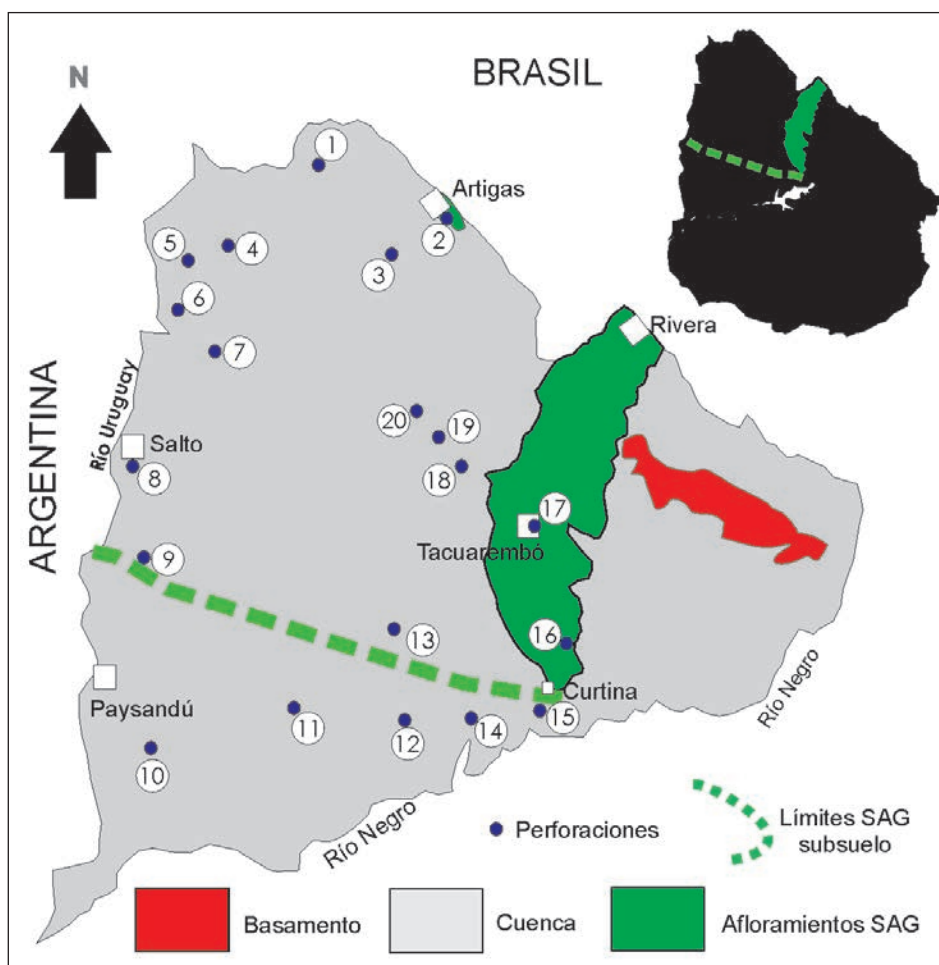 N
BRASIL
1
Artigas
2
5
4
3
6
7
Rivera
ARGENTINA
Río Uruguay
20
19
Salto
18
8
17
Tacuarembó
9
13
16
Curtina
Río Negro
Paysandú
11
12
14
15
10
Río Negro
Perforaciones
Límites SAG
subsuelo
Basamento
Cuenca
Afloramientos SAG